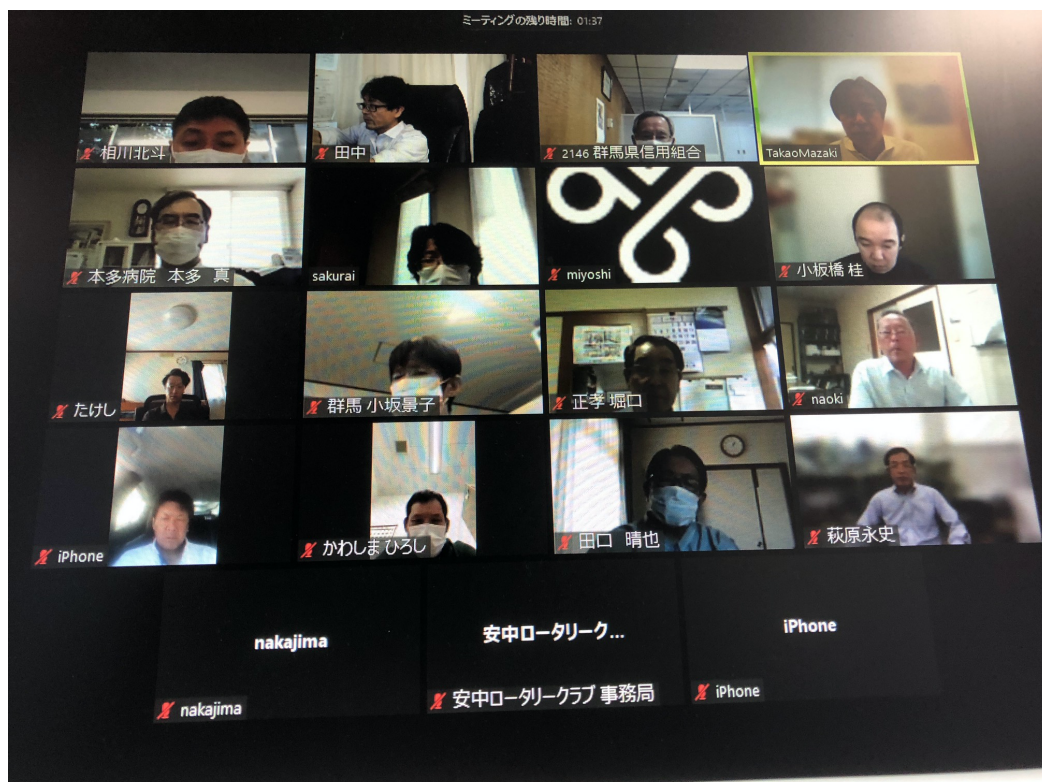 ミーティングの残り時間: 01:37
相川北斗
田中
2146 群馬県信用組合
TakaoMazaki
本多病院 本多 真
sakurai
miyoshi
小板橋 桂
たけし
群馬 小坂景子
正孝 堀口
naoki
iPhone
かわしまひろし
田口 晴也
萩原永史
nakajima
nakajima
安中ロータリーク...
安中ロータリークラブ 事務局
iPhone
iPhone